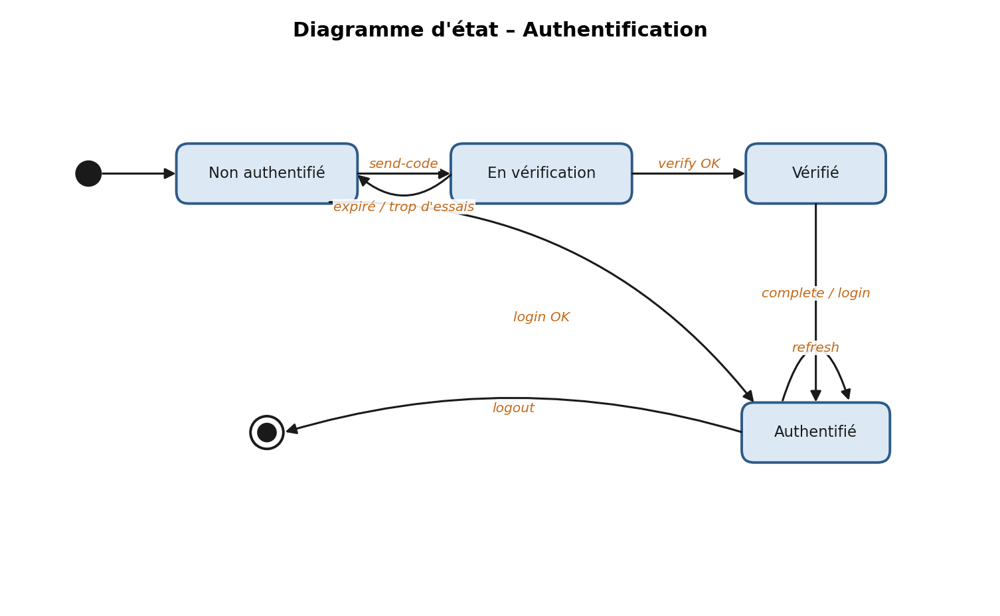 Diagramme d'état – Authentification
Non authentifié
send-code
En vérification
verify OK
Vérifié
expiré / trop d'essais
complete / login
login OK
refresh
logout
Authentifié